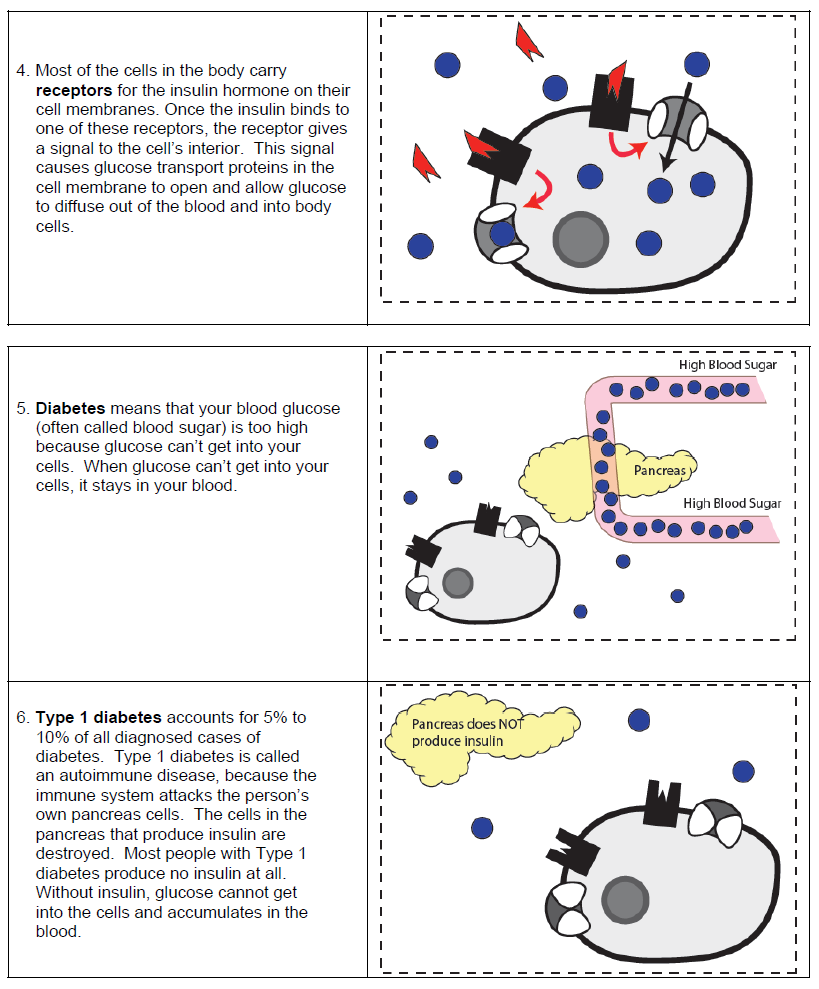 4. Most of the cells in the body carry
receptors for the insulin hormone on their
cell membranes. Once the insulin binds to
one of these receptors, the receptor gives
a signal to the cell's interior.  This signal
causes glucose transport proteins in the
cell membrane to open and allow glucose
to diffuse out of the blood and into body
cells.
5. Diabetes means that your blood glucose
(often called blood sugar) is too high
because glucose can't get into your
cells.  When glucose can't get into your
cells, it stays in your blood.
High Blood Sugar
Pancreas
High Blood Sugar
6. Type 1 diabetes accounts for 5% to
10% of all diagnosed cases of
diabetes.  Type 1 diabetes is called
an autoimmune disease, because the
immune system attacks the person's
own pancreas cells.  The cells in the
pancreas that produce insulin are
destroyed.  Most people with Type 1
diabetes produce no insulin at all.
Without insulin, glucose cannot get
into the cells and accumulates in the
blood.
Pancreas does NOT
produce insulin